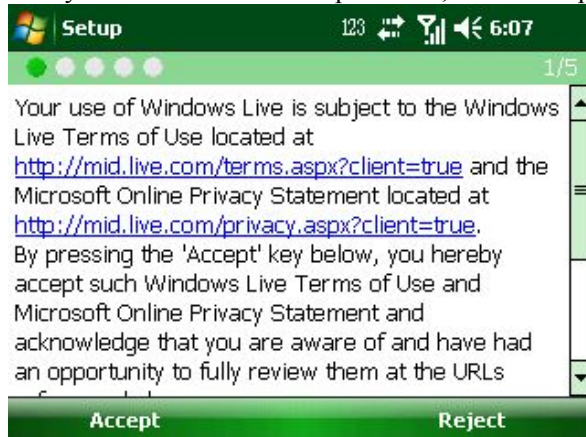 Setup 123 6:07
1/5
Your use of Windows Live is subject to the Windows
Live Terms of Use located at
http://mid.live.com/terms.aspx?client=true and the
Microsoft Online Privacy Statement located at
http://mid.live.com/privacy.aspx?client=true.
By pressing the 'Accept' key below, you hereby
accept such Windows Live Terms of Use and
Microsoft Online Privacy Statement and
acknowledge that you are aware of and have had
an opportunity to fully review them at the URLs
Accept Reject